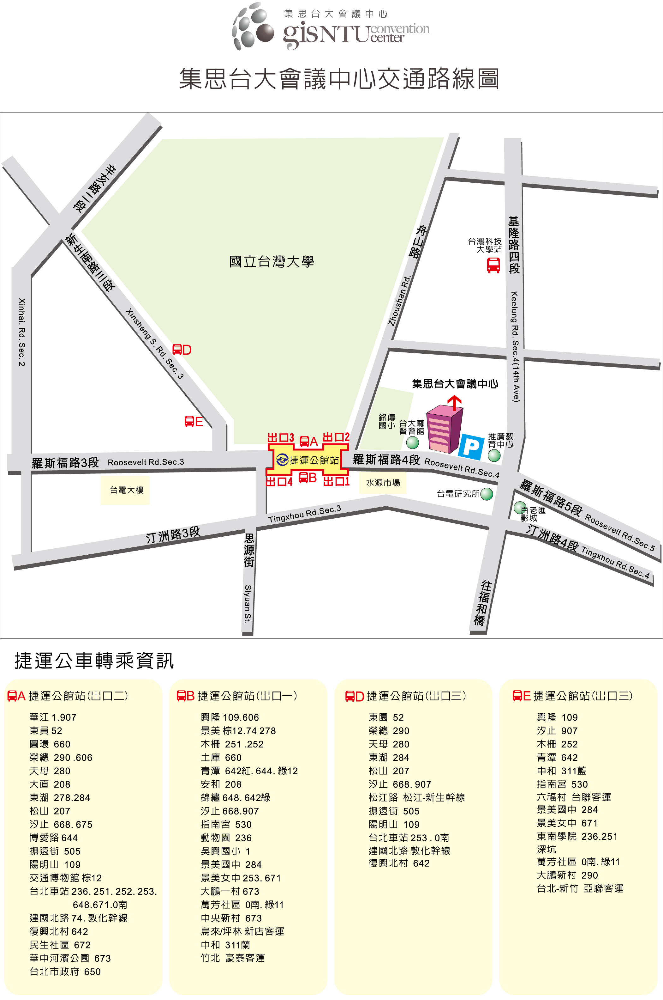 集思台大會議中心
gisNTU convention center
集思台大會議中心交通路線圖
辛亥路二段
新生南路三段
國立台灣大學
舟山路
基隆路四段
台灣科技
大學站
Xinhai. Rd. Sec. 2
Xinsheng S. Rd. Sec. 3
Zhoushan Rd.
Keelung Rd. Sec.4(14th Ave)
D
E
集思台大會議中心
銘傳
國小
台大尊
賢會館
P
推廣教
育中心
出口3
A
出口2
羅斯福路3段 Roosevelt Rd.Sec.3
捷運公館站
羅斯福路4段 Roosevelt Rd.Sec.4
出口4
B
出口1
水源市場
台電大樓
台電研究所
羅斯福路5段 Roosevelt Rd.Sec.5
百老匯
影城
汀洲路3段 Tingxhou Rd.Sec.3
汀洲路4段 Tingxhou Rd.Sec.4
思源街 SIyuan St.
往福和橋
捷運公車轉乘資訊
A 捷運公館站(出口二)
華江 1.907
東員 52
圓環 660
榮總 290 .606
天母 280
大直 208
東湖 278.284
松山 207
汐止 668. 675
博愛路 644
撫遠街 505
陽明山 109
交通博物館 棕12
台北車站 236. 251. 252. 253.
648.671.0南
建國北路 74. 敦化幹線
復興北村 642
民生社區 672
華中河濱公園 673
台北市政府 650
B 捷運公館站(出口一)
興隆 109.606
景美 棕12.74 278
木柵 251 .252
土庫 660
青潭 642紅. 644. 綠12
安和 208
錦繡 648. 642綠
汐止 668.907
指南宮 530
動物園 236
吳興國小 1
景美國中 284
景美女中 253. 671
大鵬一村 673
萬芳社區 0南. 綠11
中央新村 673
烏來/坪林 新店客運
中和 311蘭
竹北 豪泰客運
D 捷運公館站(出口三)
東園 52
榮總 290
天母 280
東湖 284
松山 207
汐止 668. 907
松江路 松江-新生幹線
撫遠街 505
陽明山 109
台北車站 253 . 0南
建國北路 敦化幹線
復興北村 642
E 捷運公館站(出口三)
興隆 109
汐止 907
木柵 252
青潭 642
中和 311藍
指南宮 530
六福村 台聯客運
景美國中 284
景美女中 671
東南學院 236.251
深坑
萬芳社區 0南. 綠11
大鵬新村 290
台北-新竹 亞聯客運